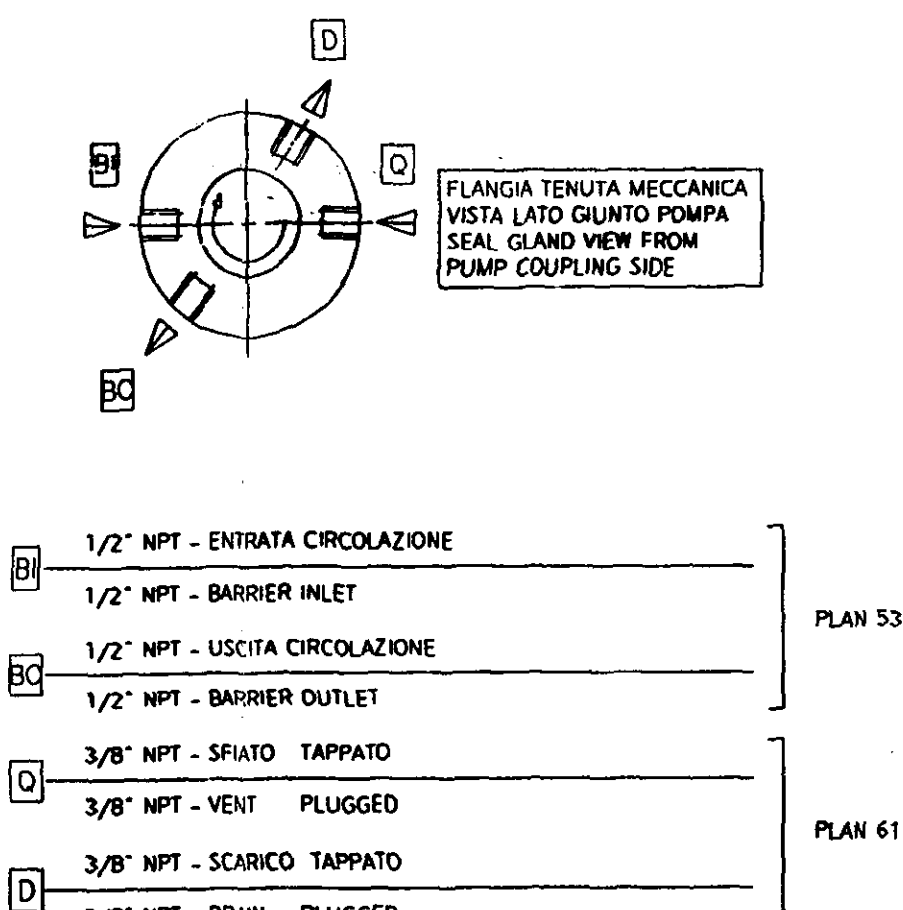 D
BI
Q
FLANGIA TENUTA MECCANICA
VISTA LATO GIUNTO POMPA
SEAL GLAND VIEW FROM
PUMP COUPLING SIDE
BO
1/2" NPT - ENTRATA CIRCOLAZIONE
BI
1/2" NPT - BARRIER INLET
PLAN 53
1/2" NPT - USCITA CIRCOLAZIONE
BO
1/2" NPT - BARRIER OUTLET
3/8" NPT - SFIATO TAPPATO
Q
3/8" NPT - VENT PLUGGED
PLAN 61
3/8" NPT - SCARICO TAPPATO
D
NPT - DRAIN PLUGGED